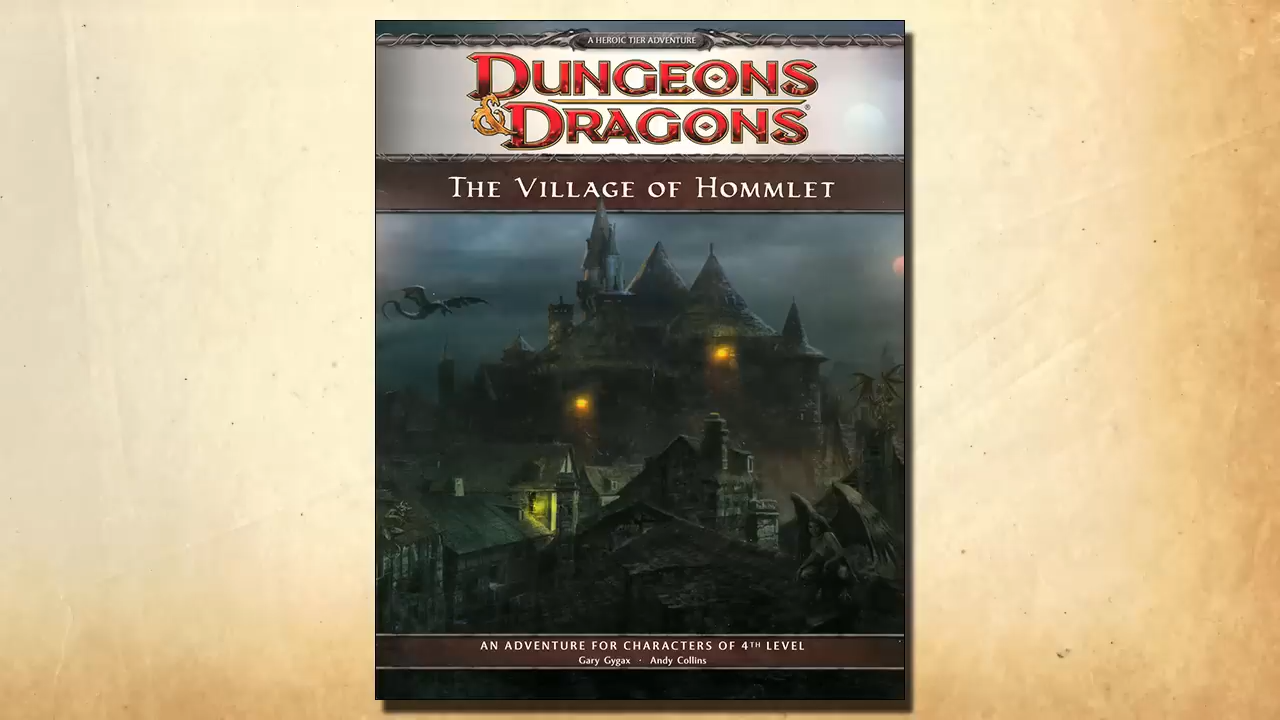 A HEROIC TIER ADVENTURE
DUNGEONS
& DRAGONS®
THE VILLAGE OF HOMMLET
AN ADVENTURE FOR CHARACTERS OF 4TH LEVEL
Gary Gygax · Andy Collins